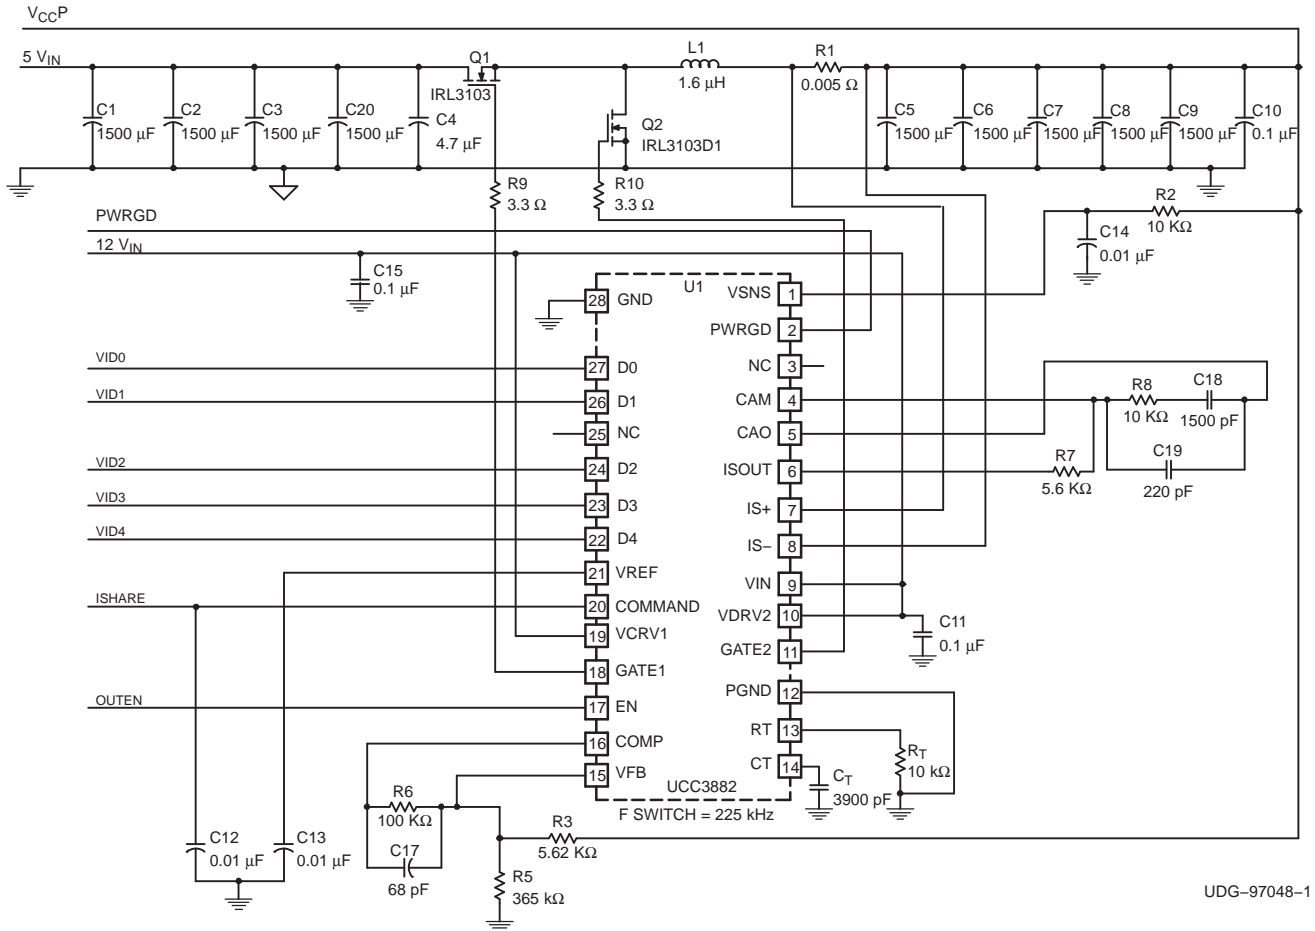 VCCP
5 VIN
Q1
IRL3103
L1
1.6 μH
R1
0.005 Ω
C1
1500 μF
C2
1500 μF
C3
1500 μF
C20
1500 μF
C4
4.7 μF
Q2
IRL3103D1
C5
1500 μF
C6
1500 μF
C7
1500 μF
C8
1500 μF
C9
1500 μF
C10
0.1 μF
R9
3.3 Ω
R10
3.3 Ω
R2
10 KΩ
PWRGD
12 VIN
C14
0.01 μF
C15
0.1 μF
U1
28 GND
VSNS 1
PWRGD 2
VID0
27 D0
NC 3
VID1
26 D1
CAM 4
R8
10 KΩ
C18
1500 pF
25 NC
CAO 5
C19
220 pF
VID2
24 D2
ISOUT 6
R7
5.6 KΩ
VID3
23 D3
IS+ 7
VID4
22 D4
IS– 8
21 VREF
VIN 9
ISHARE
20 COMMAND
VDRV2 10
C11
0.1 μF
19 VCRV1
GATE2 11
18 GATE1
PGND 12
OUTEN
17 EN
RT 13
RT
10 kΩ
16 COMP
CT 14
CT
3900 pF
15 VFB
UCC3882
F SWITCH = 225 kHz
R6
100 KΩ
C17
68 pF
C12
0.01 μF
C13
0.01 μF
R3
5.62 KΩ
R5
365 kΩ
UDG–97048–1